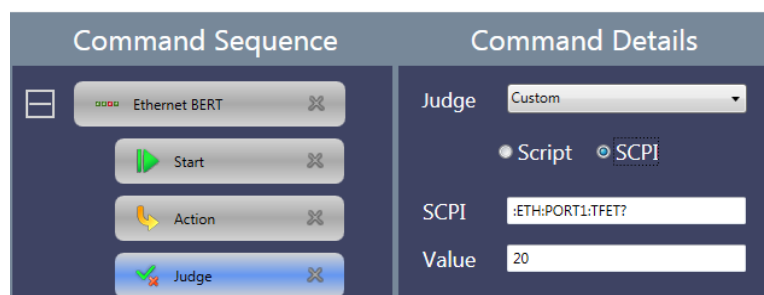 Command Sequence
Ethernet BERT
Start
Action
Judge
Command Details
Judge
Custom
Script
SCPI
SCPI
:ETH:PORT1:TFET?
Value
20